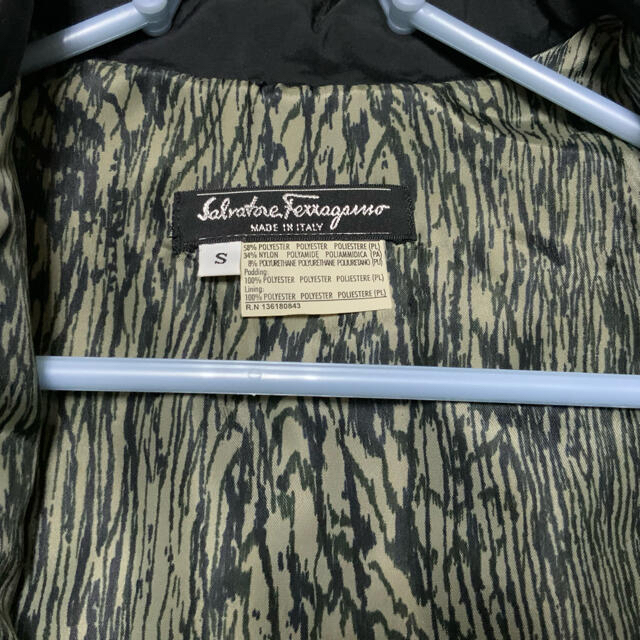 Salvatore Ferragamo
MADE IN ITALY
S
58% POLYESTER POLYESTER POLIESTERE (PL)
34% NYLON POLYAMIDE POLIAMMIDICA (PA)
8% POLYURETHANE POLYURETHANE POLIURETANO (PU)
Padding:
100% POLYESTER POLYESTER POLIESTERE (PL)
Lining:
100% POLYESTER POLYESTER POLIESTERE (PL)
R.N 136180843